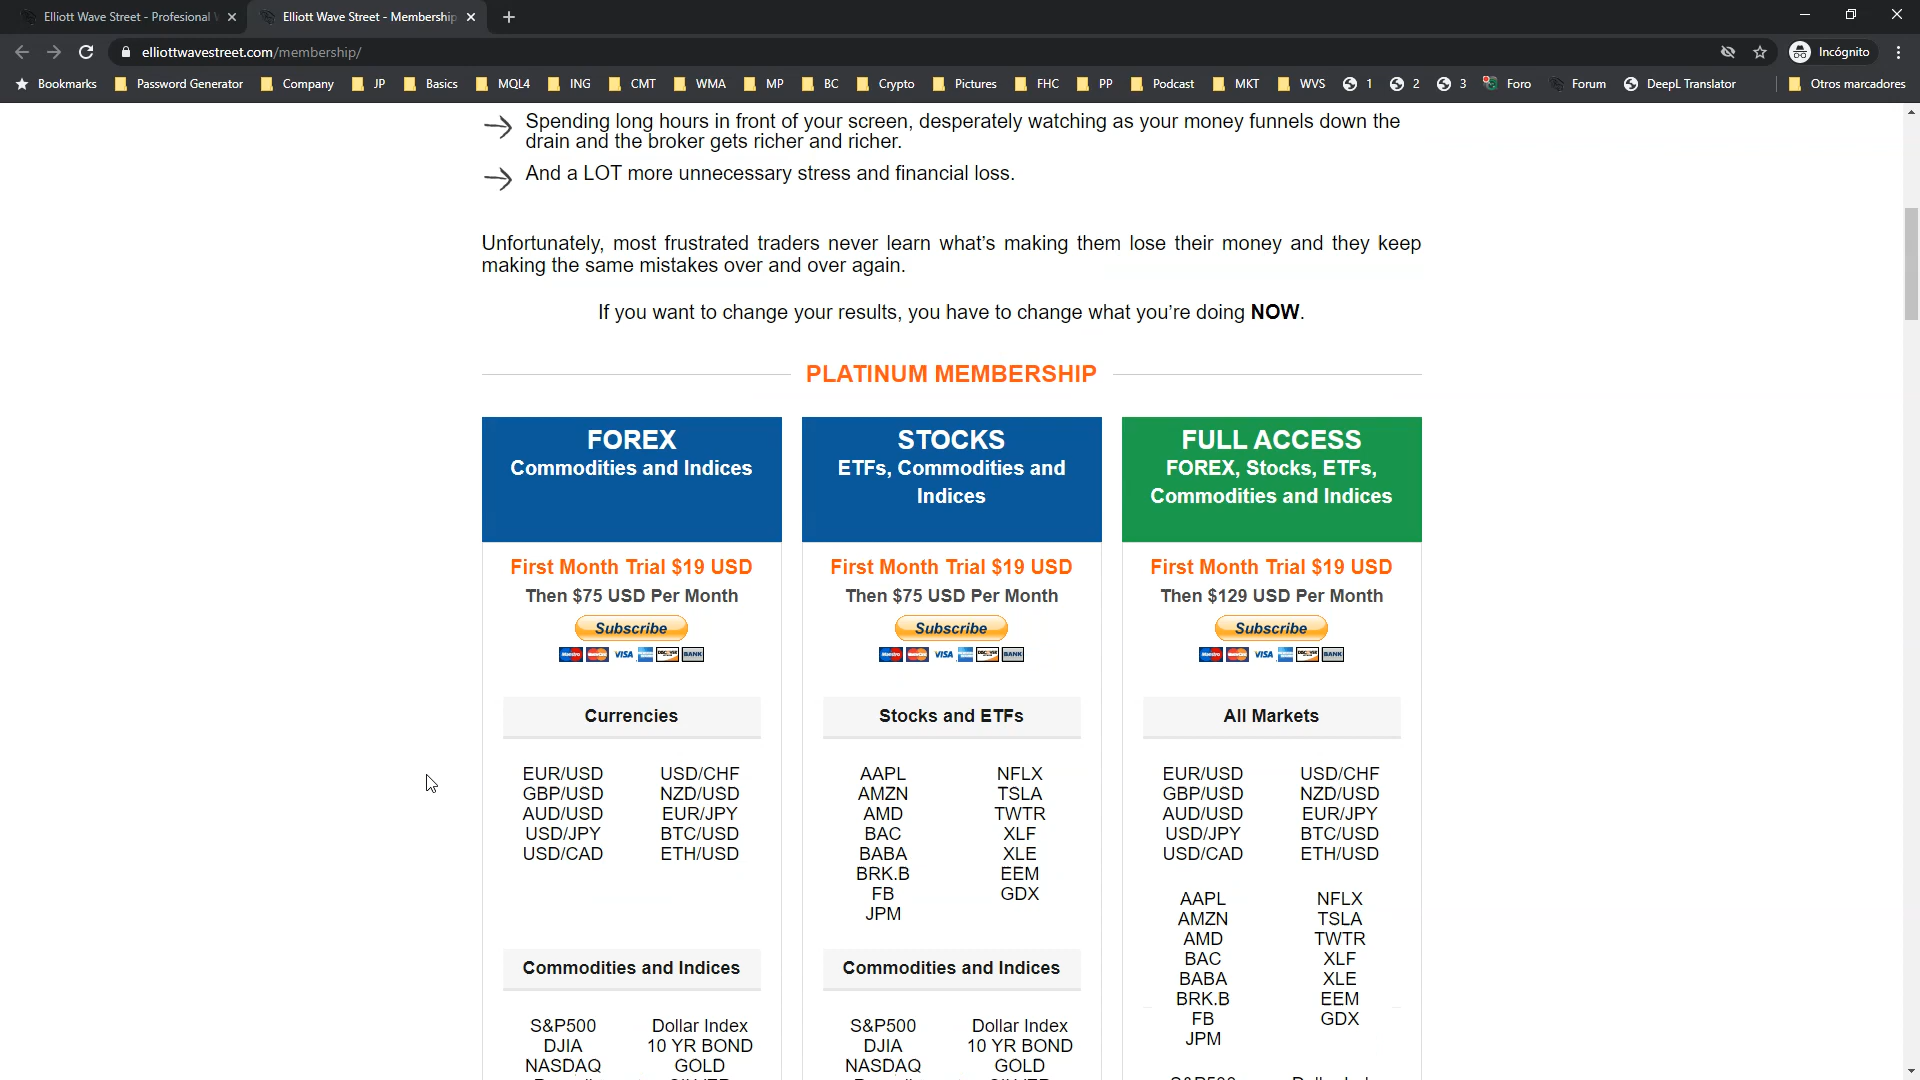 Elliott Wave Street - Profesional
Elliott Wave Street - Membership
elliottwavestreet.com/membership/
Incógnito
Bookmarks Password Generator Company JP Basics MQL4 ING CMT WMA MP BC Crypto Pictures FHC PP Podcast MKT WVS 1 2 3 Foro Forum DeepL Translator Otros marcadores
Spending long hours in front of your screen, desperately watching as your money funnels down the
drain and the broker gets richer and richer.
And a LOT more unnecessary stress and financial loss.
Unfortunately, most frustrated traders never learn what's making them lose their money and they keep
making the same mistakes over and over again.
If you want to change your results, you have to change what you're doing NOW.
PLATINUM MEMBERSHIP
FOREX
Commodities and Indices
First Month Trial $19 USD
Then $75 USD Per Month
Subscribe
VISA BANK
Currencies
EUR/USD USD/CHF
GBP/USD NZD/USD
AUD/USD EUR/JPY
USD/JPY BTC/USD
USD/CAD ETH/USD
Commodities and Indices
S&P500 Dollar Index
DJIA 10 YR BOND
NASDAQ GOLD
STOCKS
ETFs, Commodities and
Indices
First Month Trial $19 USD
Then $75 USD Per Month
Subscribe
VISA BANK
Stocks and ETFs
AAPL NFLX
AMZN TSLA
AMD TWTR
BAC XLF
BABA XLE
BRK.B EEM
FB GDX
JPM
Commodities and Indices
S&P500 Dollar Index
DJIA 10 YR BOND
NASDAQ GOLD
FULL ACCESS
FOREX, Stocks, ETFs,
Commodities and Indices
First Month Trial $19 USD
Then $129 USD Per Month
Subscribe
VISA BANK
All Markets
EUR/USD USD/CHF
GBP/USD NZD/USD
AUD/USD EUR/JPY
USD/JPY BTC/USD
USD/CAD ETH/USD
AAPL NFLX
AMZN TSLA
AMD TWTR
BAC XLF
BABA XLE
BRK.B EEM
FB GDX
JPM